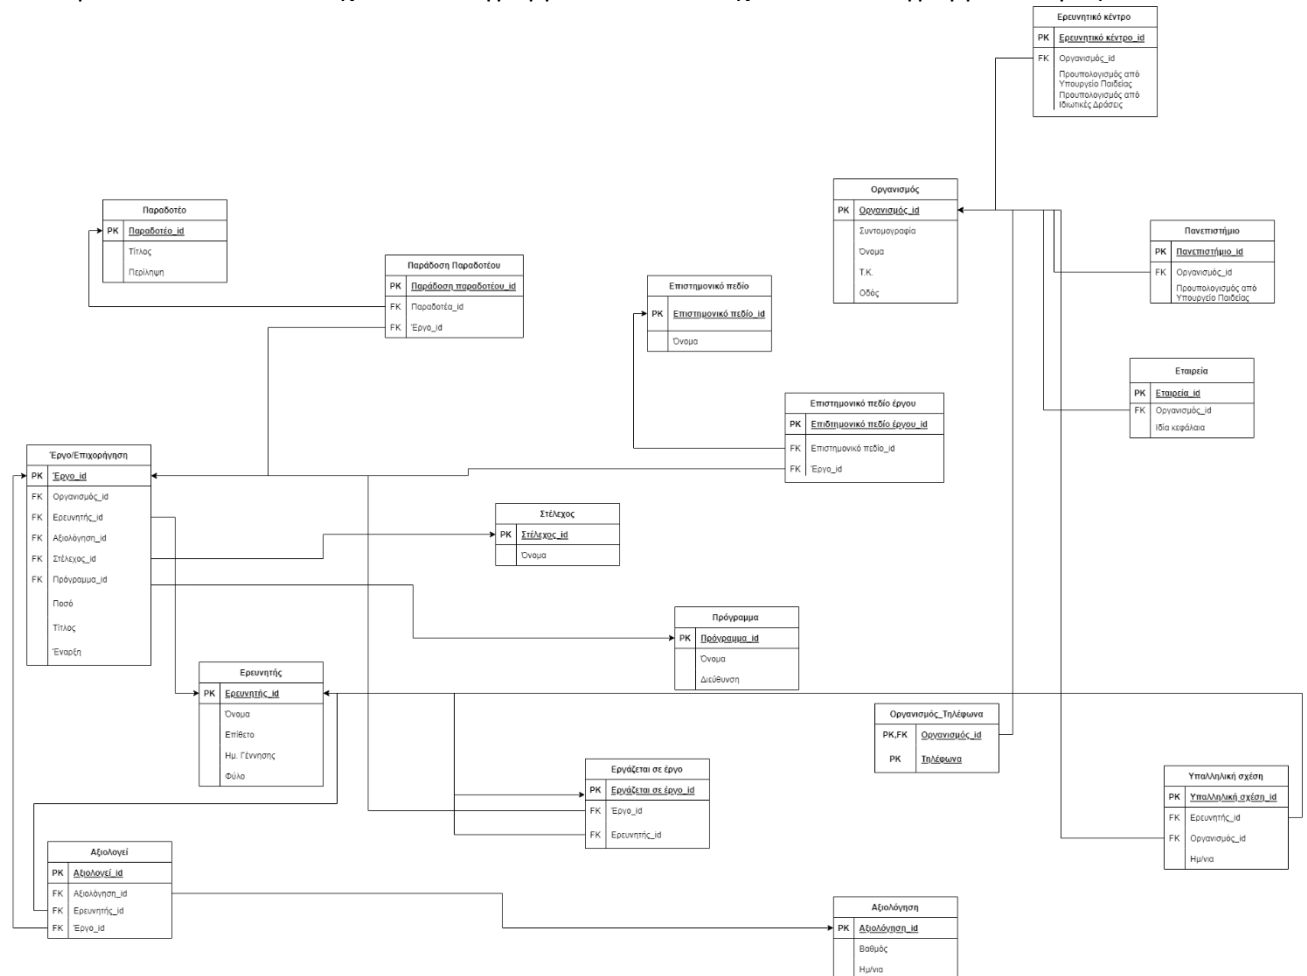 Ερευνητικό κέντρο
PK Ερευνητικό κέντρο_id
FK Οργανισμός_id
Προυπολογισμός από
Υπουργείο Παιδείας
Προυπολογισμός από
Ιδιωτικές Δράσεις
Οργανισμός
PK Οργανισμός_id
Συντομογραφία
Όνομα
Τ.Κ.
Οδός
Παραδοτέο
PK Παραδοτέο_id
Τίτλος
Περίληψη
Πανεπιστήμιο
PK Πανεπιστήμιο_id
FK Οργανισμός_id
Προυπολογισμός από
Υπουργείο Παιδείας
Παράδοση Παραδοτέου
PK Παράδοση παραδοτέου_id
FK Παραδοτέα_id
FK Έργο_id
Επιστημονικό πεδίο
PK Επιστημονικό πεδίο_id
Όνομα
Εταιρεία
PK Εταιρεία_id
FK Οργανισμός_id
Ιδία κεφάλαια
Επιστημονικό πεδίο έργου
PK Επιδτημονικό πεδίο έργου_id
FK Επιστημονικό πεδίο_id
FK Έργο_id
Έργο/Επιχορήγηση
PK Έργο_id
FK Οργανισμός_id
FK Ερευνητής_id
FK Αξιολόγηση_id
FK Στέλεχος_id
FK Πρόγραμμα_id
Ποσό
Τίτλος
Έναρξη
Στέλεχος
PK Στέλεχος_id
Όνομα
Πρόγραμμα
PK Πρόγραμμα_id
Όνομα
Διεύθυνση
Ερευνητής
PK Ερευνητής_id
Όνομα
Επίθετο
Ημ. Γέννησης
Φύλο
Οργανισμός_Τηλέφωνα
PK,FK Οργανισμός_id
PK Τηλέφωνα
Εργάζεται σε έργο
PK Εργάζεται σε έργο_id
FK Έργο_id
FK Ερευνητής_id
Υπαλληλική σχέση
PK Υπαλληλική σχέση_id
FK Ερευνητής_id
FK Οργανισμός_id
Ημ/νια
Αξιολογεί
PK Αξιολογεί_id
FK Αξιολόγηση_id
FK Ερευνητής_id
FK Έργο_id
Αξιολόγηση
PK Αξιολόγηση_id
Βαθμός
Ημ/νια